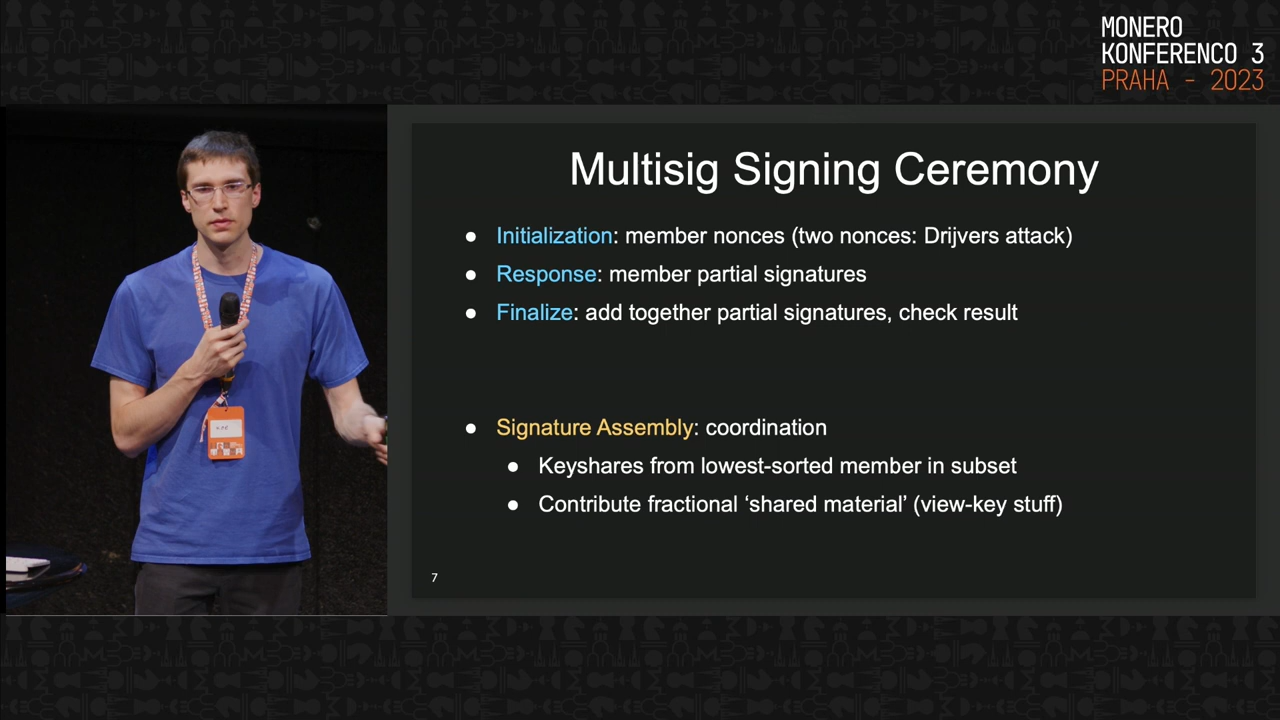 MONERO
KONFERENCO 3
PRAHA - 2023
Multisig Signing Ceremony
● Initialization: member nonces (two nonces: Drijvers attack)
● Response: member partial signatures
● Finalize: add together partial signatures, check result
● Signature Assembly: coordination
● Keyshares from lowest-sorted member in subset
● Contribute fractional ‘shared material’ (view-key stuff)
7